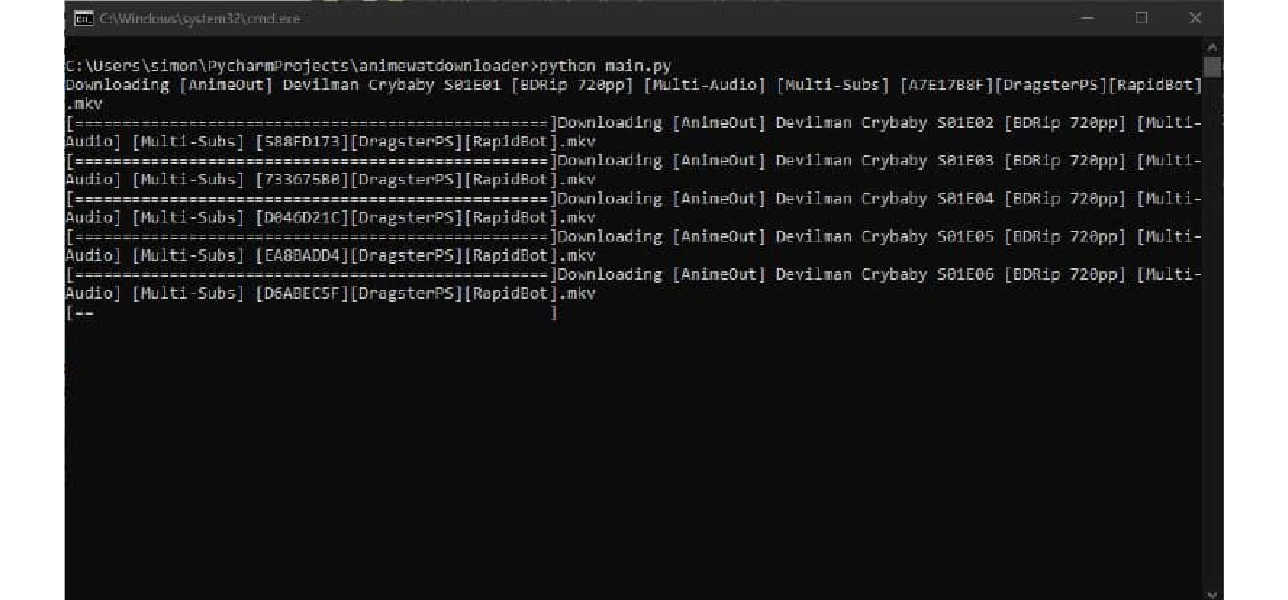 C:\Windows\system32\cmd.exe
C:\Users\simon\PycharmProjects\animewatdownloader>python main.py
Downloading [AnimeOut] Devilman Crybaby S01E01 [BDRip 720pp] [Multi-Audio] [Multi-Subs] [A7E17B8F][DragsterPS][RapidBot]
.mkv
[==================================================]Downloading [AnimeOut] Devilman Crybaby S01E02 [BDRip 720pp] [Multi-
Audio] [Multi-Subs] [588FD173][DragsterPS][RapidBot].mkv
[==================================================]Downloading [AnimeOut] Devilman Crybaby S01E03 [BDRip 720pp] [Multi-
Audio] [Multi-Subs] [733675B0][DragsterPS][RapidBot].mkv
[==================================================]Downloading [AnimeOut] Devilman Crybaby S01E04 [BDRip 720pp] [Multi-
Audio] [Multi-Subs] [D046D21C][DragsterPS][RapidBot].mkv
[==================================================]Downloading [AnimeOut] Devilman Crybaby S01E05 [BDRip 720pp] [Multi-
Audio] [Multi-Subs] [EA8BADD4][DragsterPS][RapidBot].mkv
[==================================================]Downloading [AnimeOut] Devilman Crybaby S01E06 [BDRip 720pp] [Multi-
Audio] [Multi-Subs] [D6ABEC5F][DragsterPS][RapidBot].mkv
[==                                                ]